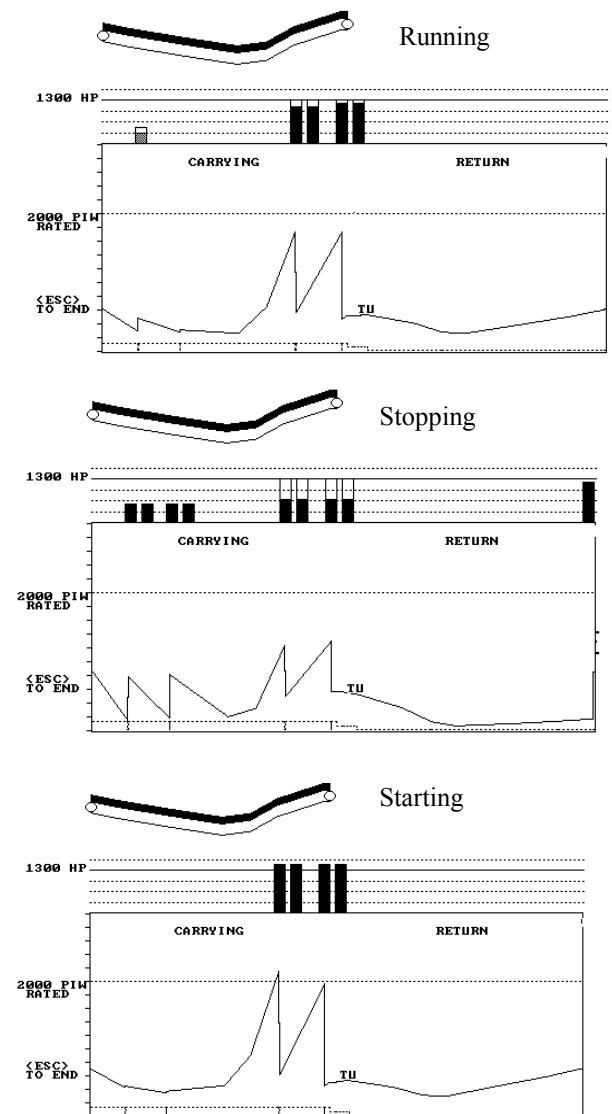 Running
1300 HP
CARRYING RETURN
2000 PIW
RATED
<ESC>
TO END
TU
Stopping
1300 HP
CARRYING RETURN
2000 PIW
RATED
<ESC>
TO END
TU
Starting
1300 HP
CARRYING RETURN
2000 PIW
RATED
<ESC>
TO END
TU